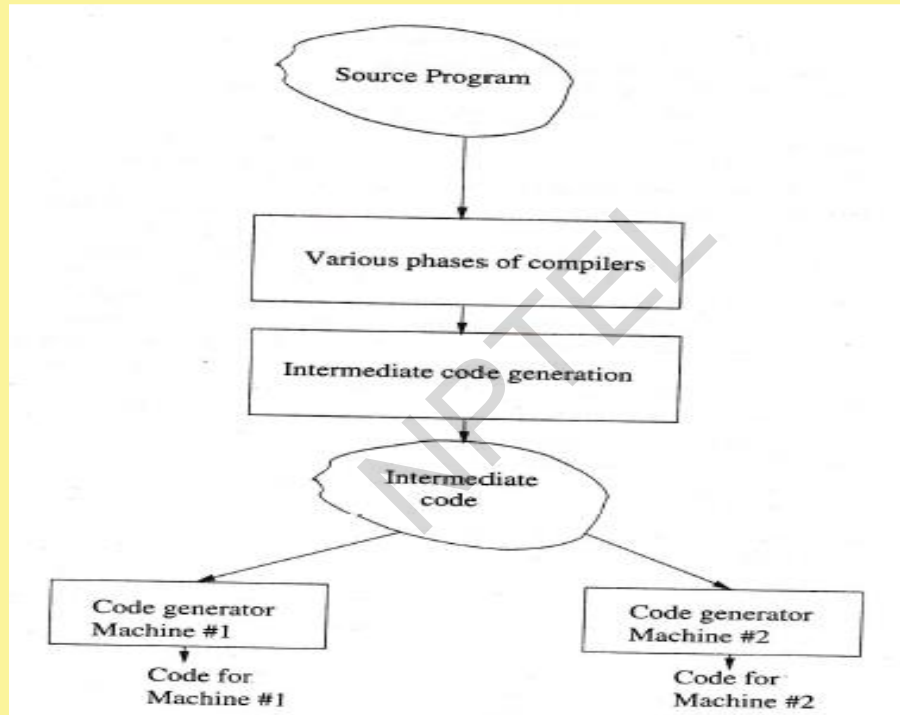 Source Program
Various phases of compilers
Intermediate code generation
Intermediate
code
NPTEL
Code generator
Machine #1
Code generator
Machine #2
Code for
Machine #1
Code for
Machine #2